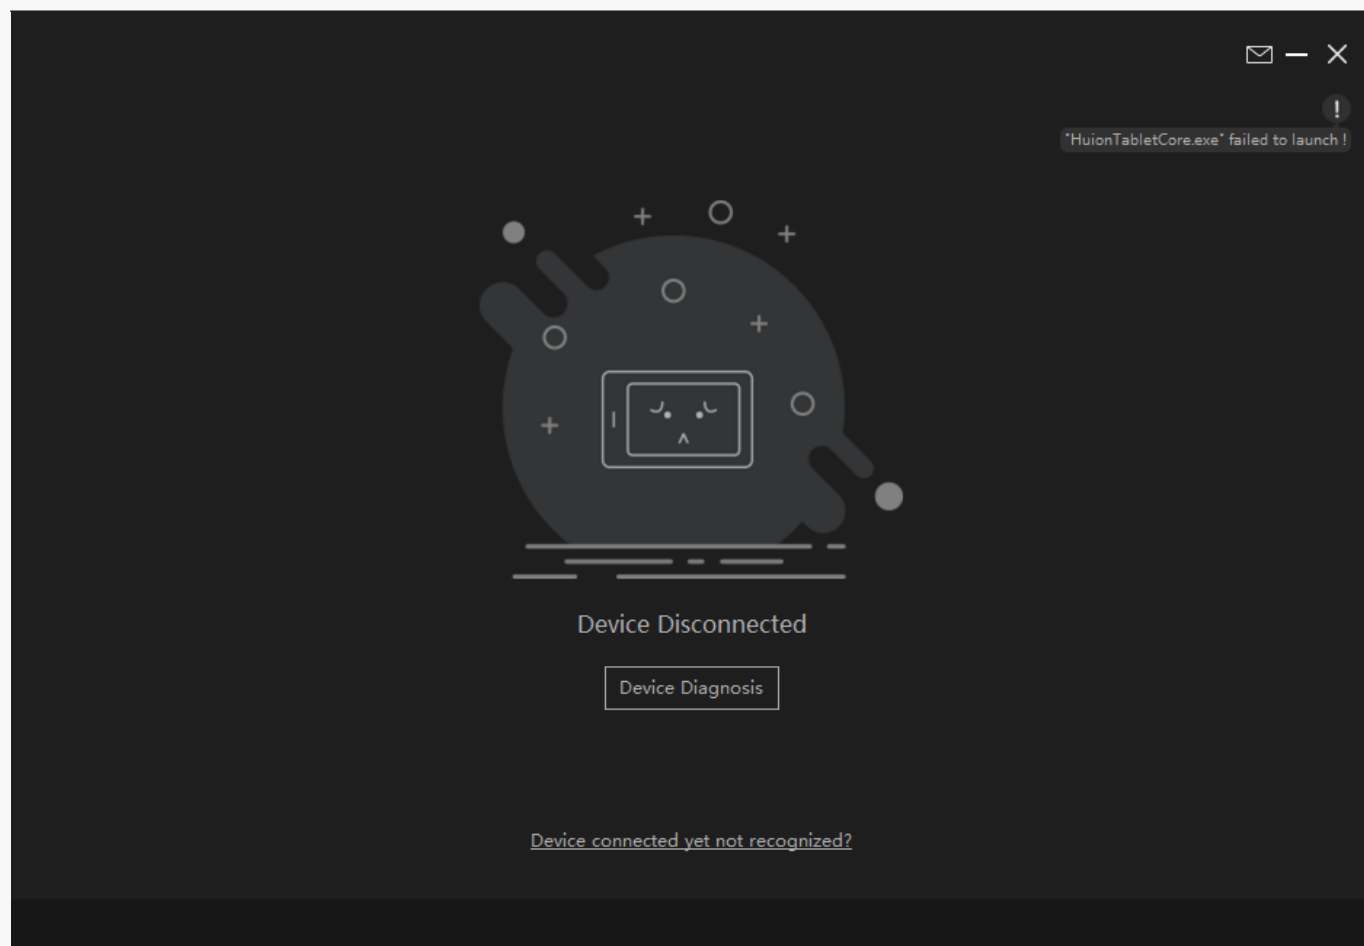 "HuionTabletCore.exe" failed to launch !
Device Disconnected
Device Diagnosis
Device connected yet not recognized?